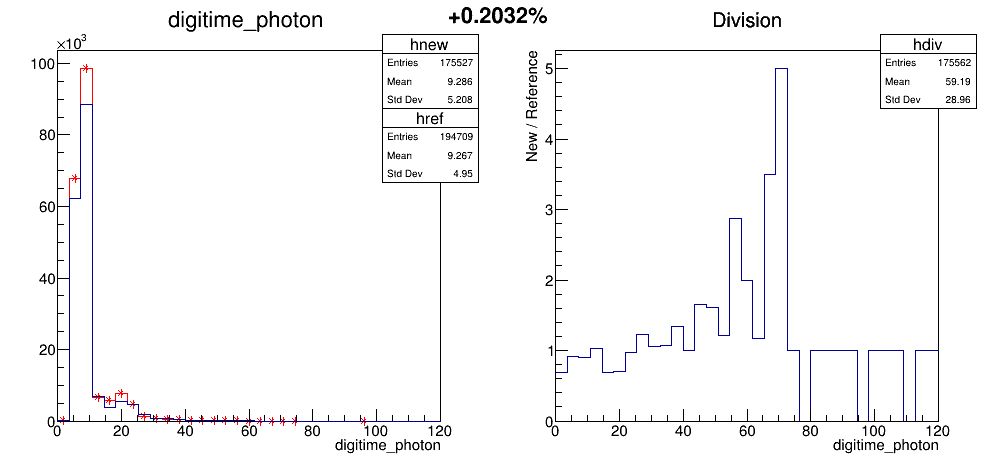 digitime_photon
+0.2032%
Division
×10³
100
80
60
40
20
0
0 20 40 60 80 100 120
digitime_photon
hnew
Entries 175527
Mean 9.286
Std Dev 5.208
href
Entries 194709
Mean 9.267
Std Dev 4.95
New / Reference
5
4
3
2
1
0
0 20 40 60 80 100 120
digitime_photon
hdiv
Entries 175562
Mean 59.19
Std Dev 28.96